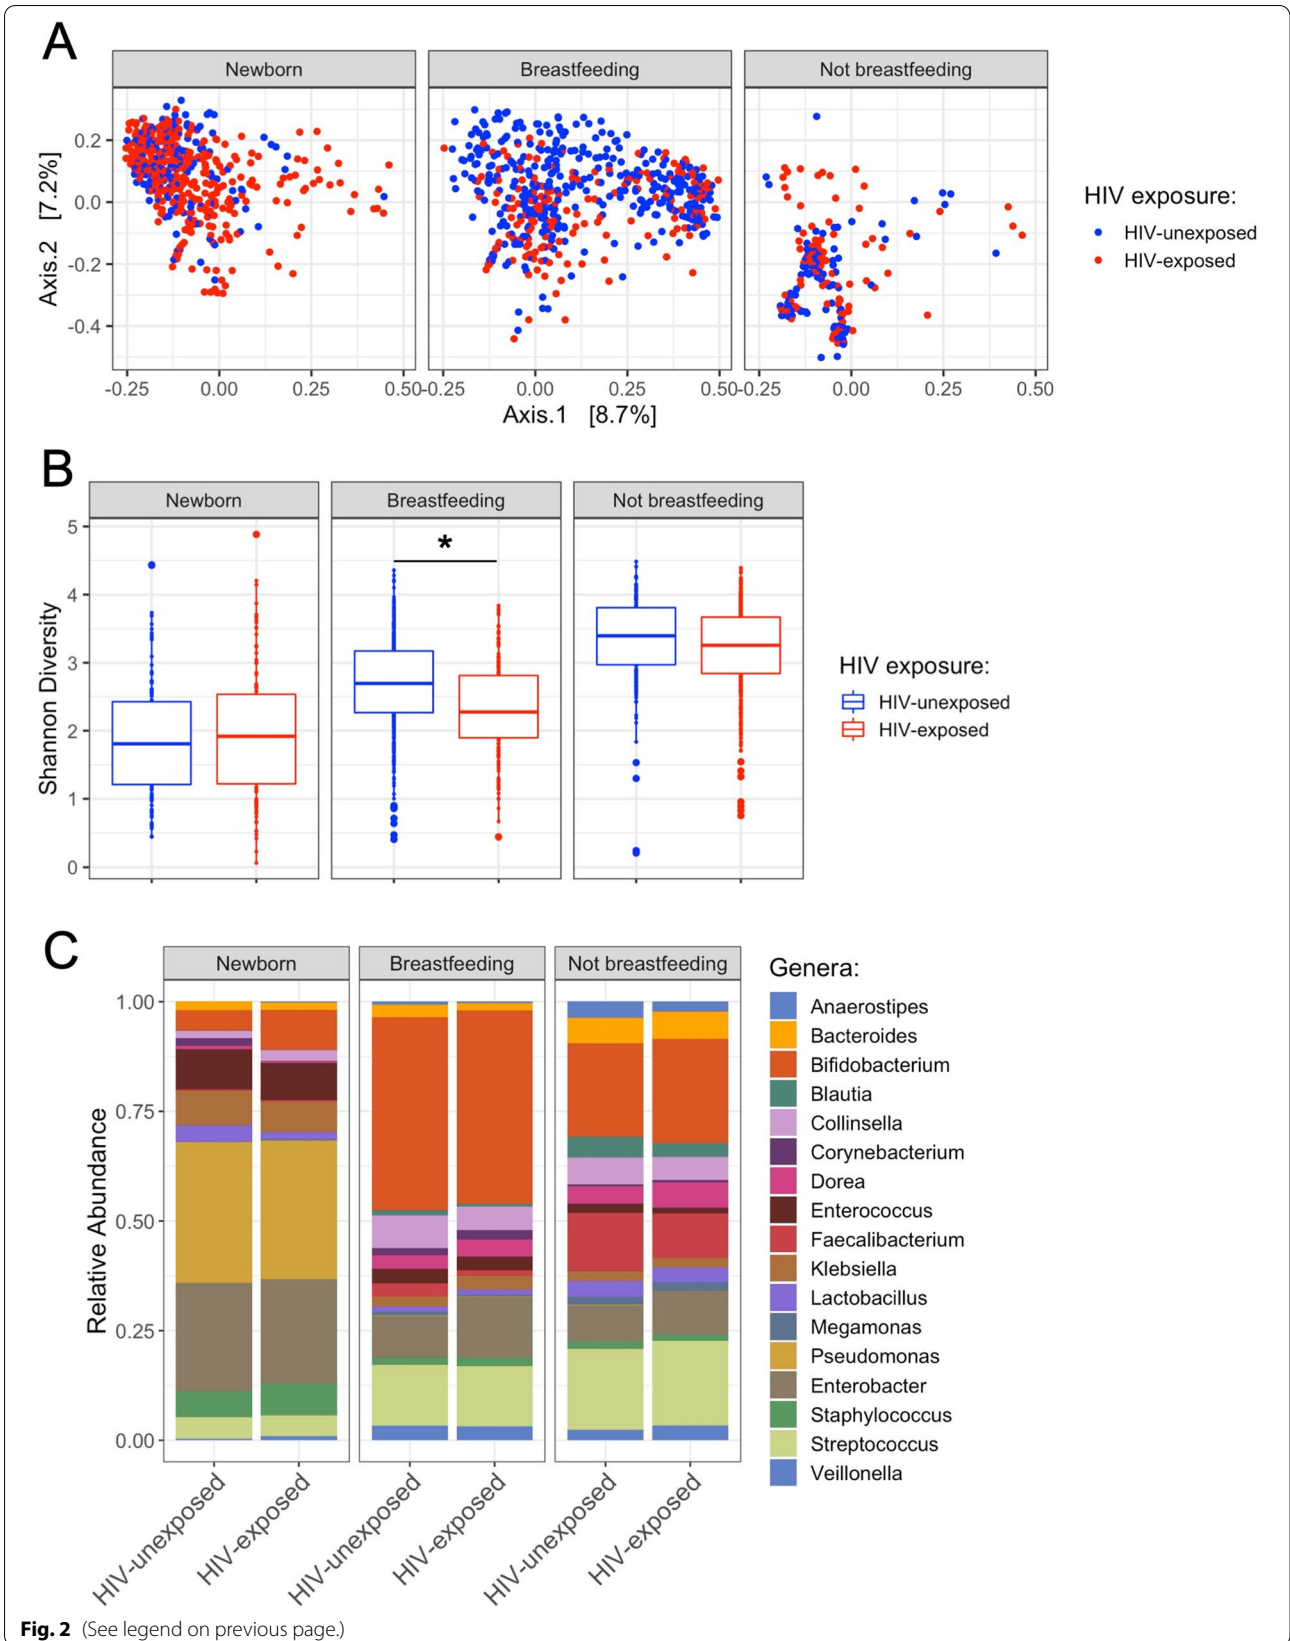 A
Newborn
Breastfeeding
Not breastfeeding
0.2
0.0
-0.2
-0.4
Axis.2 [7.2%]
-0.25 0.00 0.25 0.50
-0.25 0.00 0.25 0.50
-0.25 0.00 0.25 0.50
Axis.1 [8.7%]
HIV exposure:
HIV-unexposed
HIV-exposed
B
Newborn
Breastfeeding
Not breastfeeding
*
5
4
3
2
1
0
Shannon Diversity
HIV exposure:
HIV-unexposed
HIV-exposed
C
Newborn
Breastfeeding
Not breastfeeding
1.00
0.75
0.50
0.25
0.00
Relative Abundance
HIV-unexposed
HIV-exposed
HIV-unexposed
HIV-exposed
HIV-unexposed
HIV-exposed
Genera:
Anaerostipes
Bacteroides
Bifidobacterium
Blautia
Collinsella
Corynebacterium
Dorea
Enterococcus
Faecalibacterium
Klebsiella
Lactobacillus
Megamonas
Pseudomonas
Enterobacter
Staphylococcus
Streptococcus
Veillonella
Fig. 2 (See legend on previous page.)